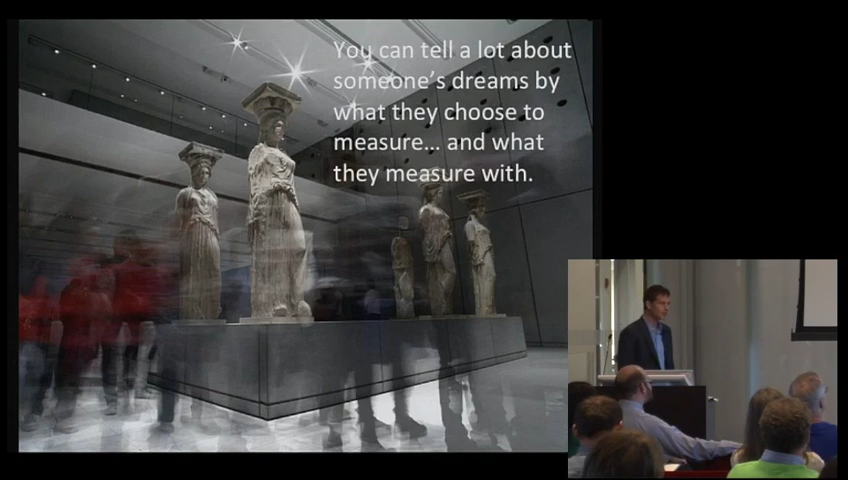 You can tell a lot about
someone’s dreams by
what they choose to
measure... and what
they measure with.